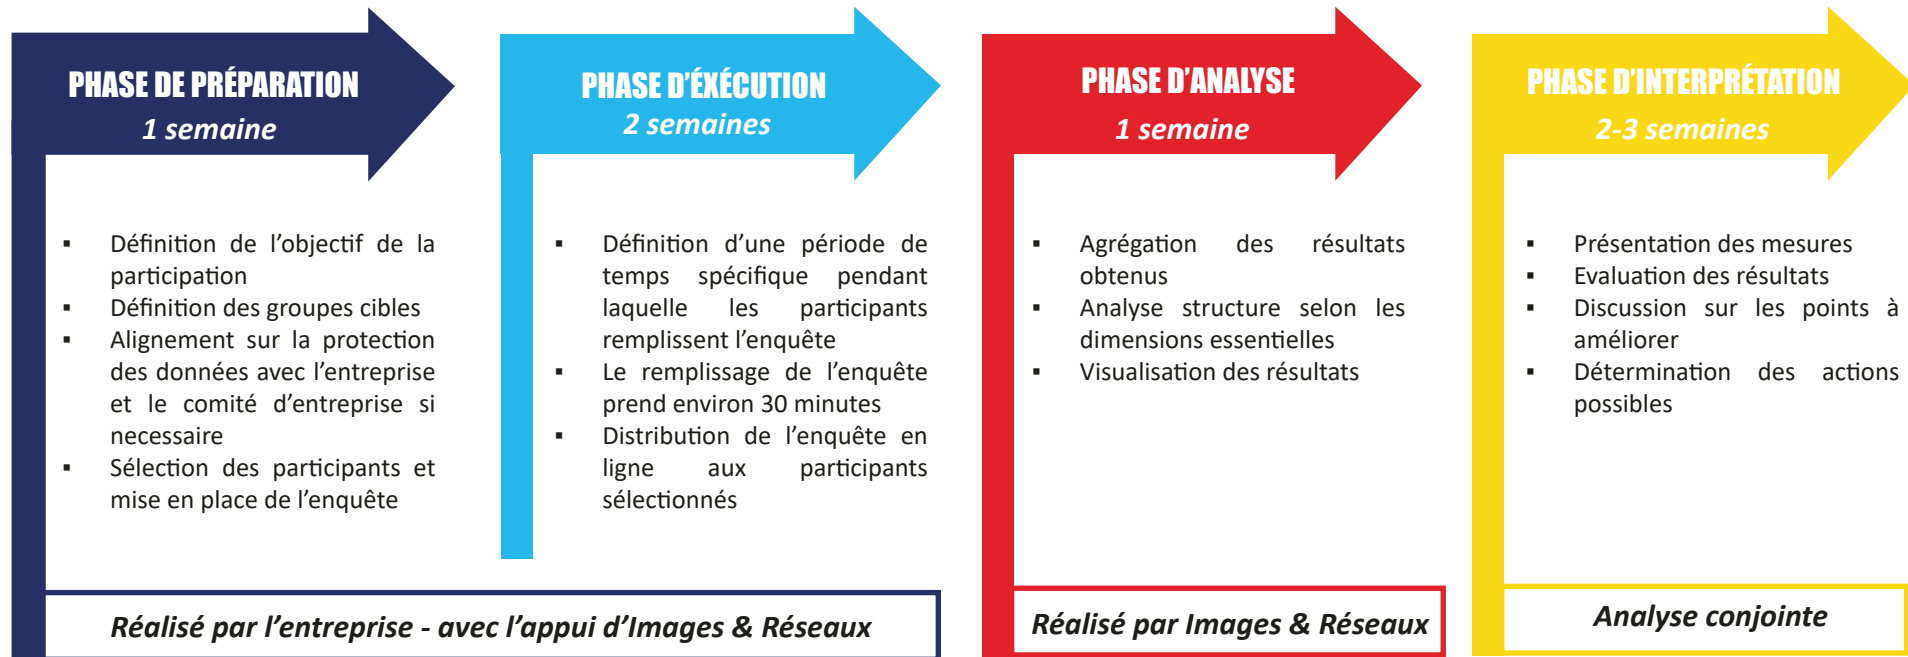 PHASE DE PRÉPARATION
1 semaine
▪ Définition de l’objectif de la
participation
▪ Définition des groupes cibles
▪ Alignement sur la protection
des données avec l’entreprise
et le comité d’entreprise si
necessaire
▪ Sélection des participants et
mise en place de l’enquête
PHASE D’ÉXÉCUTION
2 semaines
▪ Définition d’une période de
temps spécifique pendant
laquelle les participants
remplissent l’enquête
▪ Le remplissage de l’enquête
prend environ 30 minutes
▪ Distribution de l’enquête en
ligne aux participants
sélectionnés
Réalisé par l’entreprise - avec l’appui d’Images & Réseaux
PHASE D’ANALYSE
1 semaine
▪ Agrégation des résultats
obtenus
▪ Analyse structure selon les
dimensions essentielles
▪ Visualisation des résultats
Réalisé par Images & Réseaux
PHASE D’INTERPRÉTATION
2-3 semaines
▪ Présentation des mesures
▪ Evaluation des résultats
▪ Discussion sur les points à
améliorer
▪ Détermination des actions
possibles
Analyse conjointe